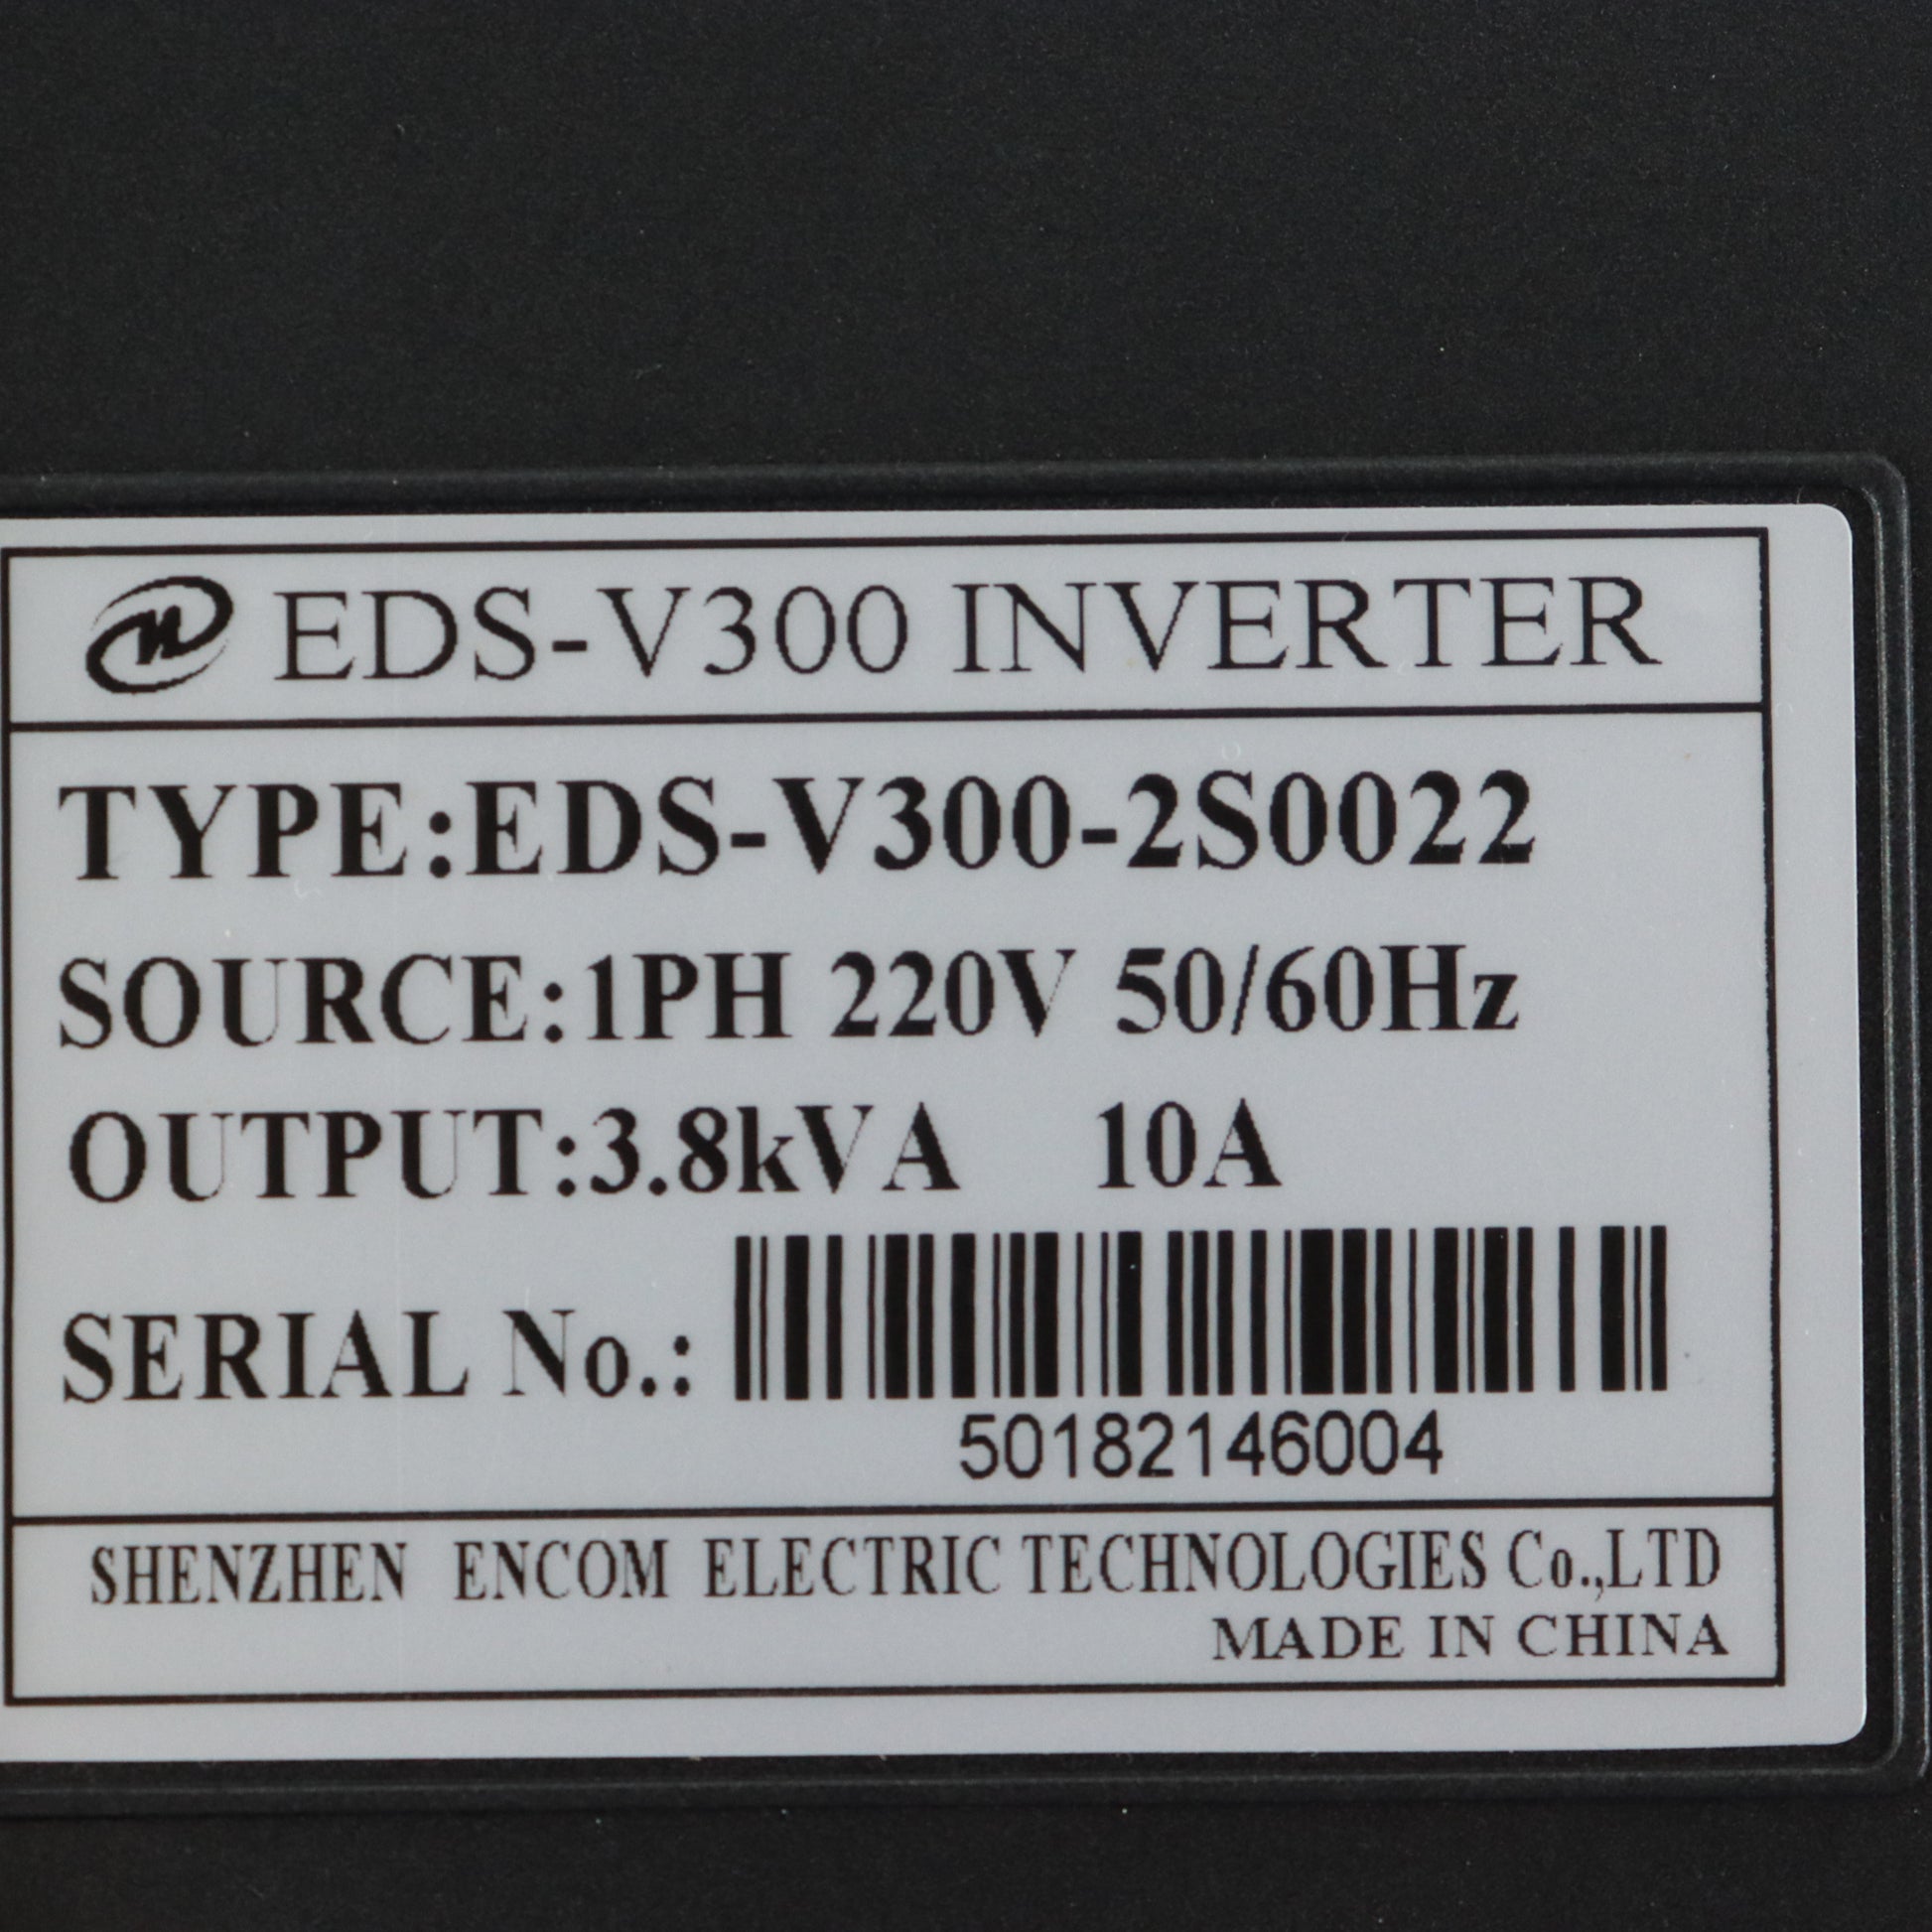 EDS-V300 INVERTER
TYPE:EDS-V300-2S0022
SOURCE:1PH 220V 50/60Hz
OUTPUT:3.8kVA 10A
SERIAL No.:
50182146004
SHENZHEN ENCOM ELECTRIC TECHNOLOGIES Co.,LTD
MADE IN CHINA